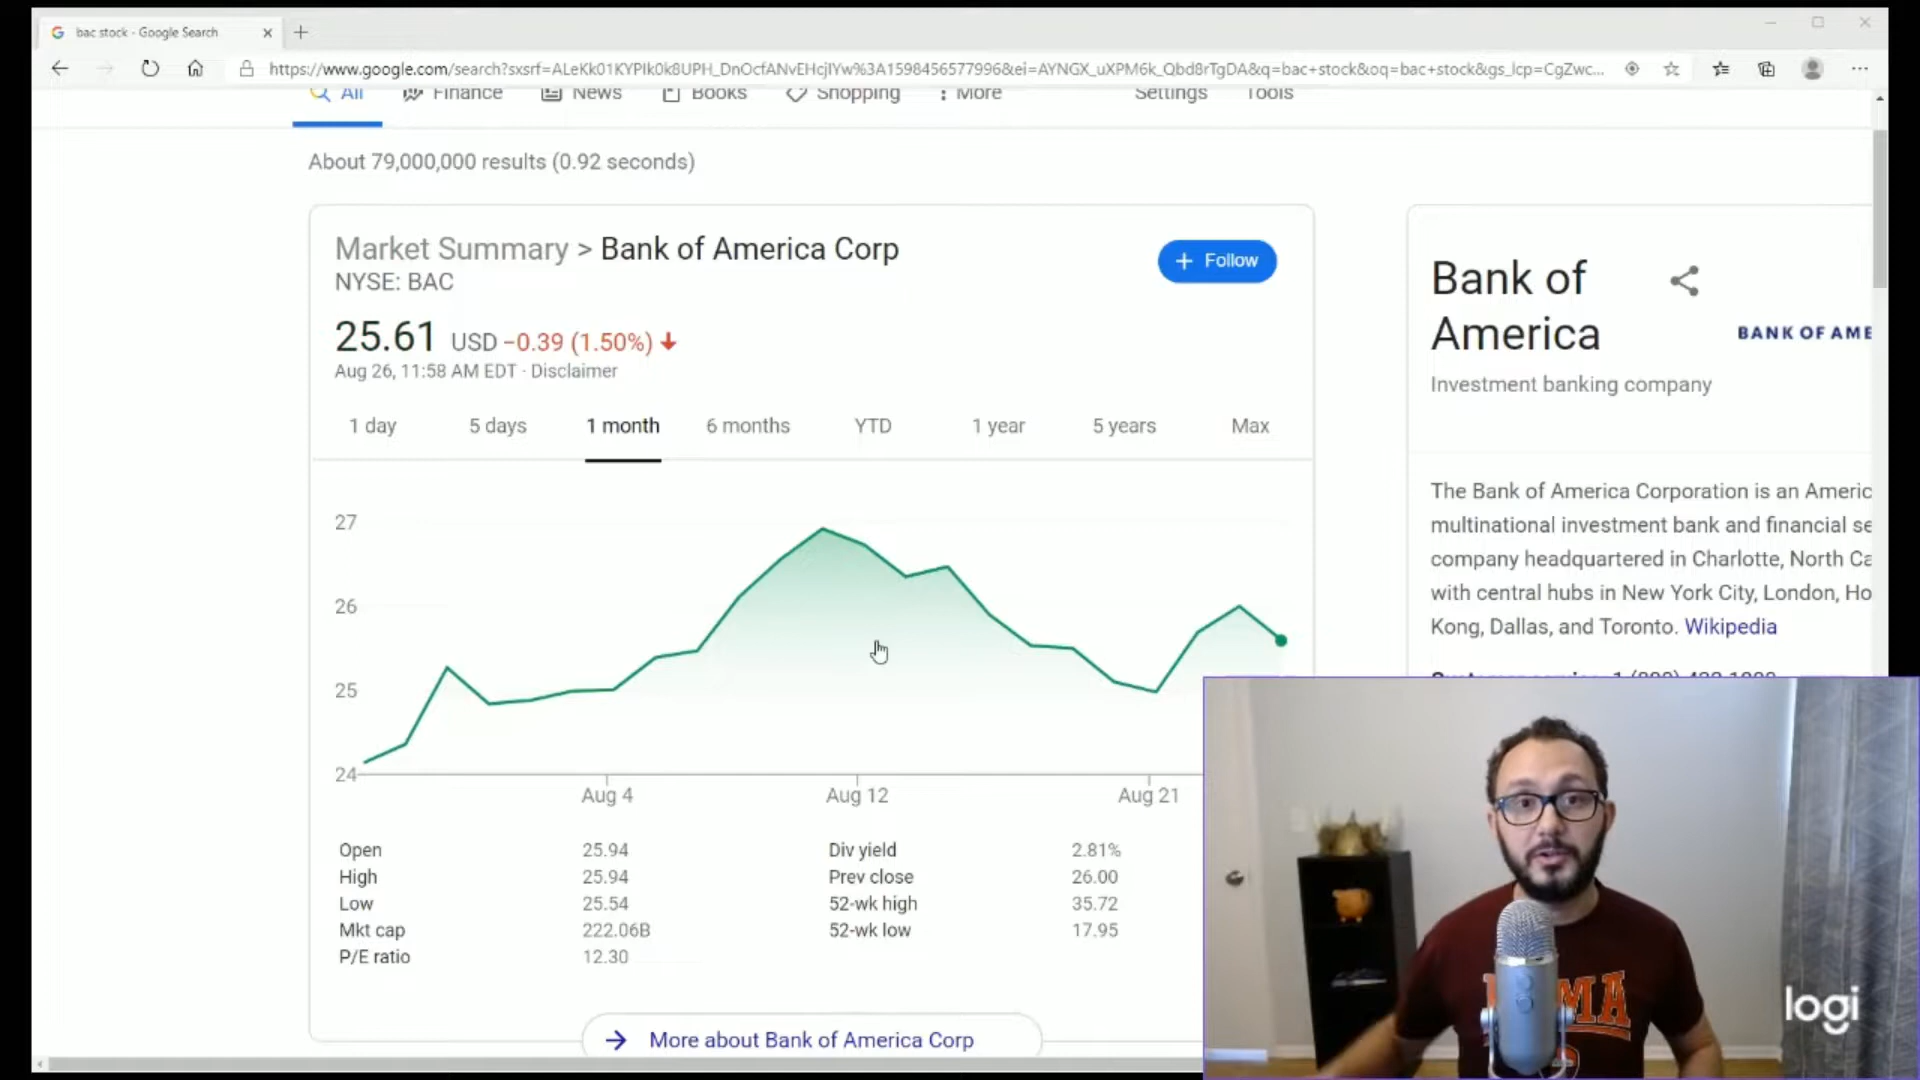 bac stock - Google Search
https://www.google.com/search?sxsrf=ALeKk01KYPIk0k8UPH_DnOcfANvEHcjIYw%3A1598456577996&ei=AYNGX_uXPM6k_Qbd8rTgDA&q=bac+stock&oq=bac+stock&gs_lcp=CgZwc...
All Finance News Books Shopping More Settings Tools
About 79,000,000 results (0.92 seconds)
Market Summary > Bank of America Corp
NYSE: BAC
+ Follow
25.61 USD −0.39 (1.50%)
Aug 26, 11:58 AM EDT · Disclaimer
1 day 5 days 1 month 6 months YTD 1 year 5 years Max
27
26
25
24
Aug 4 Aug 12 Aug 21
Open 25.94 Div yield 2.81%
High 25.94 Prev close 26.00
Low 25.54 52-wk high 35.72
Mkt cap 222.06B 52-wk low 17.95
P/E ratio 12.30
More about Bank of America Corp
Bank of
America
BANK OF AME
Investment banking company
The Bank of America Corporation is an Americ
multinational investment bank and financial se
company headquartered in Charlotte, North Ca
with central hubs in New York City, London, Ho
Kong, Dallas, and Toronto. Wikipedia
logi